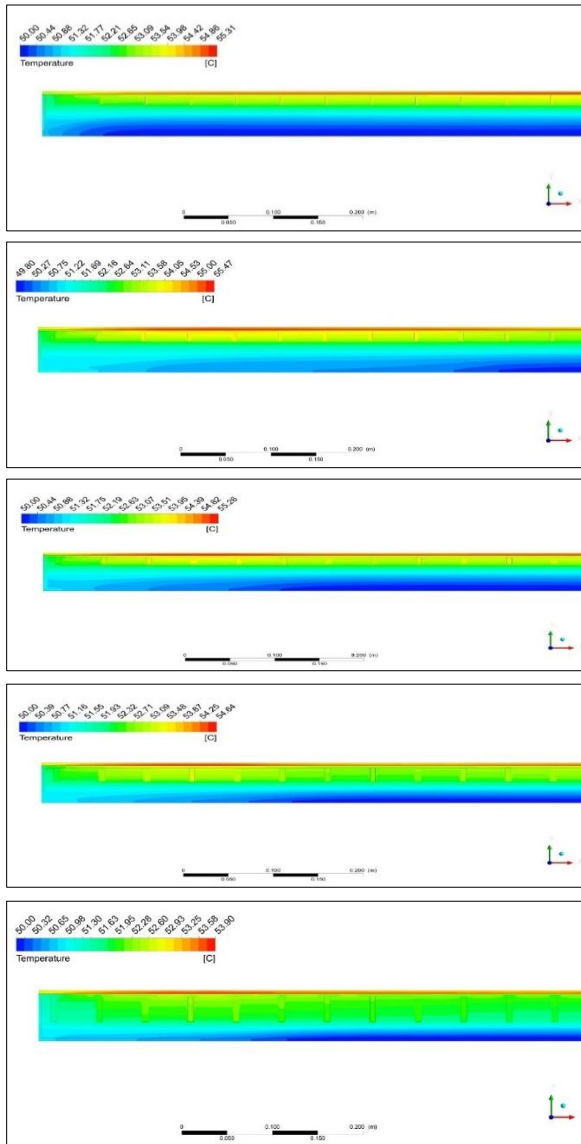 50.00 50.44 50.88 51.32 51.77 52.21 52.65 53.09 53.54 53.98 54.42 54.86 55.31
Temperature [C]
0 0.100 0.200 (m)
0.050 0.150
49.80 50.27 50.75 51.22 51.69 52.16 52.64 53.11 53.58 54.05 54.53 55.00 55.47
Temperature [C]
0 0.100 0.200 (m)
0.050 0.150
50.00 50.44 50.88 51.32 51.75 52.19 52.63 53.07 53.51 53.95 54.39 54.82 55.26
Temperature [C]
0 0.100 0.200 (m)
0.050 0.150
50.00 50.39 50.77 51.16 51.55 51.93 52.32 52.71 53.09 53.48 53.87 54.25 54.64
Temperature [C]
0 0.100 0.200 (m)
0.050 0.150
50.00 50.32 50.65 50.98 51.30 51.63 51.95 52.28 52.60 52.93 53.25 53.58 53.90
Temperature [C]
0 0.100 0.200 (m)
0.050 0.150